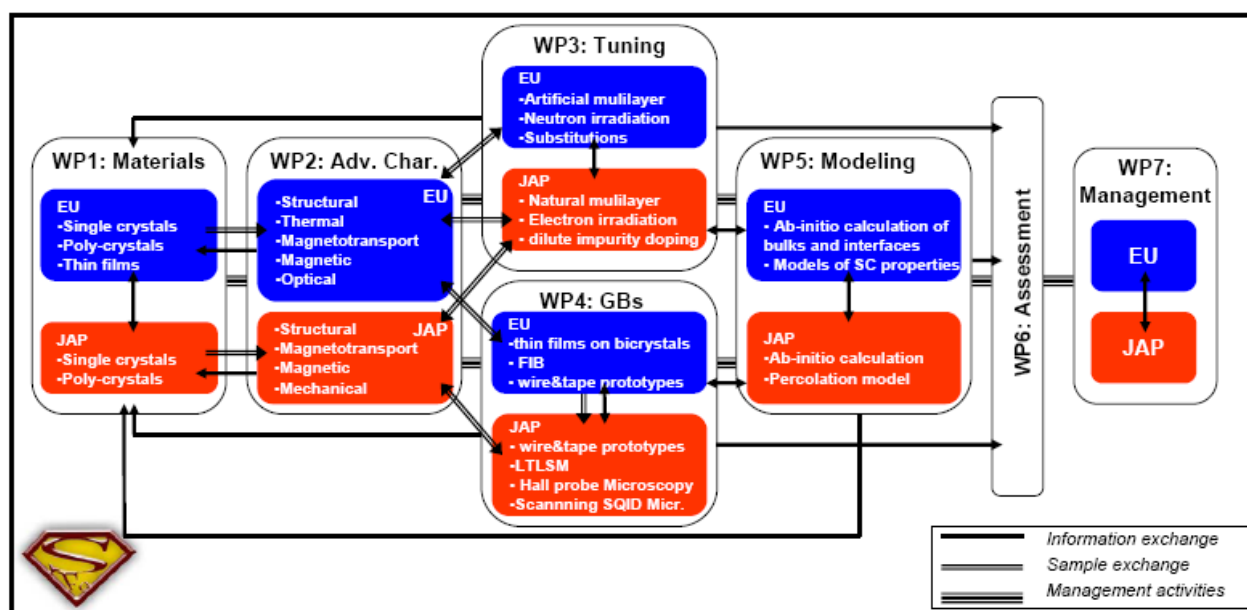 WP3: Tuning
EU
-Artificial mulilayer
-Neutron irradiation
-Substitutions
JAP
- Natural mulilayer
- Electron irradiation
- dilute impurity doping
WP1: Materials
EU
-Single crystals
-Poly-crystals
-Thin films
JAP
-Single crystals
-Poly-crystals
WP2: Adv. Char.
EU
-Structural
-Thermal
-Magnetotransport
-Magnetic
-Optical
JAP
-Structural
-Magnetotransport
-Magnetic
-Mechanical
WP4: GBs
EU
-thin films on bicrystals
- FIB
- wire&tape prototypes
JAP
- wire&tape prototypes
-LTLSM
- Hall probe Microscopy
-Scannning SQID Micr.
WP5: Modeling
EU
- Ab-initio calculation of
bulks and interfaces
- Models of SC properties
JAP
-Ab-initio calculation
-Percolation model
WP6: Assessment
WP7:
Management
EU
JAP
Information exchange
Sample exchange
Management activities